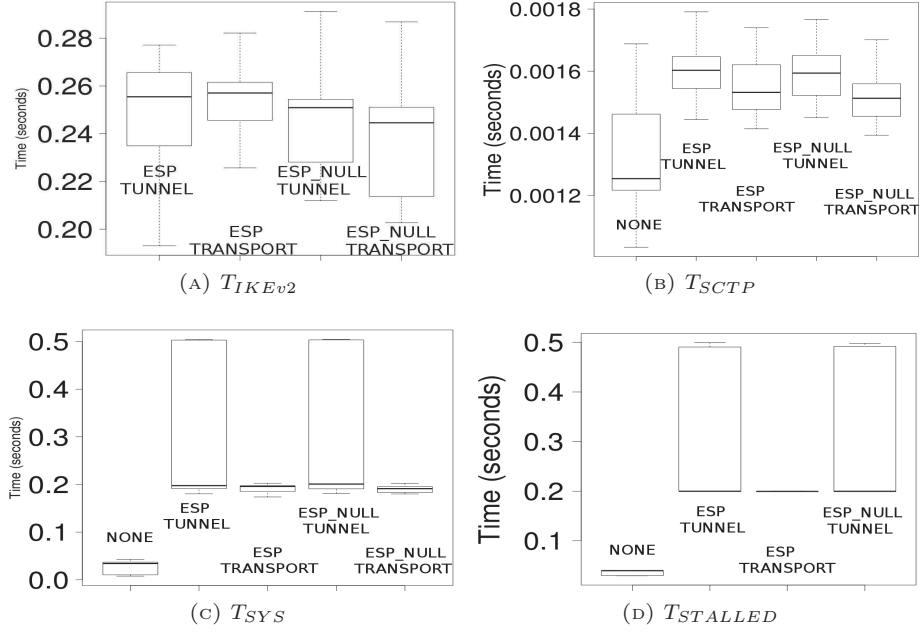 Time (seconds)
0.28
0.26
0.24
0.22
0.20
ESP
TUNNEL
ESP
TRANSPORT
ESP_NULL
TUNNEL
ESP_NULL
TRANSPORT
(A) T_IKEv2
Time (seconds)
0.0018
0.0016
0.0014
0.0012
NONE
ESP
TUNNEL
ESP
TRANSPORT
ESP_NULL
TUNNEL
ESP_NULL
TRANSPORT
(B) T_SCTP
Time (seconds)
0.5
0.4
0.3
0.2
0.1
0.0
NONE
ESP
TUNNEL
ESP
TRANSPORT
ESP_NULL
TUNNEL
ESP_NULL
TRANSPORT
(C) T_SYS
Time (seconds)
0.5
0.4
0.3
0.2
0.1
NONE
ESP
TUNNEL
ESP
TRANSPORT
ESP_NULL
TUNNEL
(D) T_STALLED